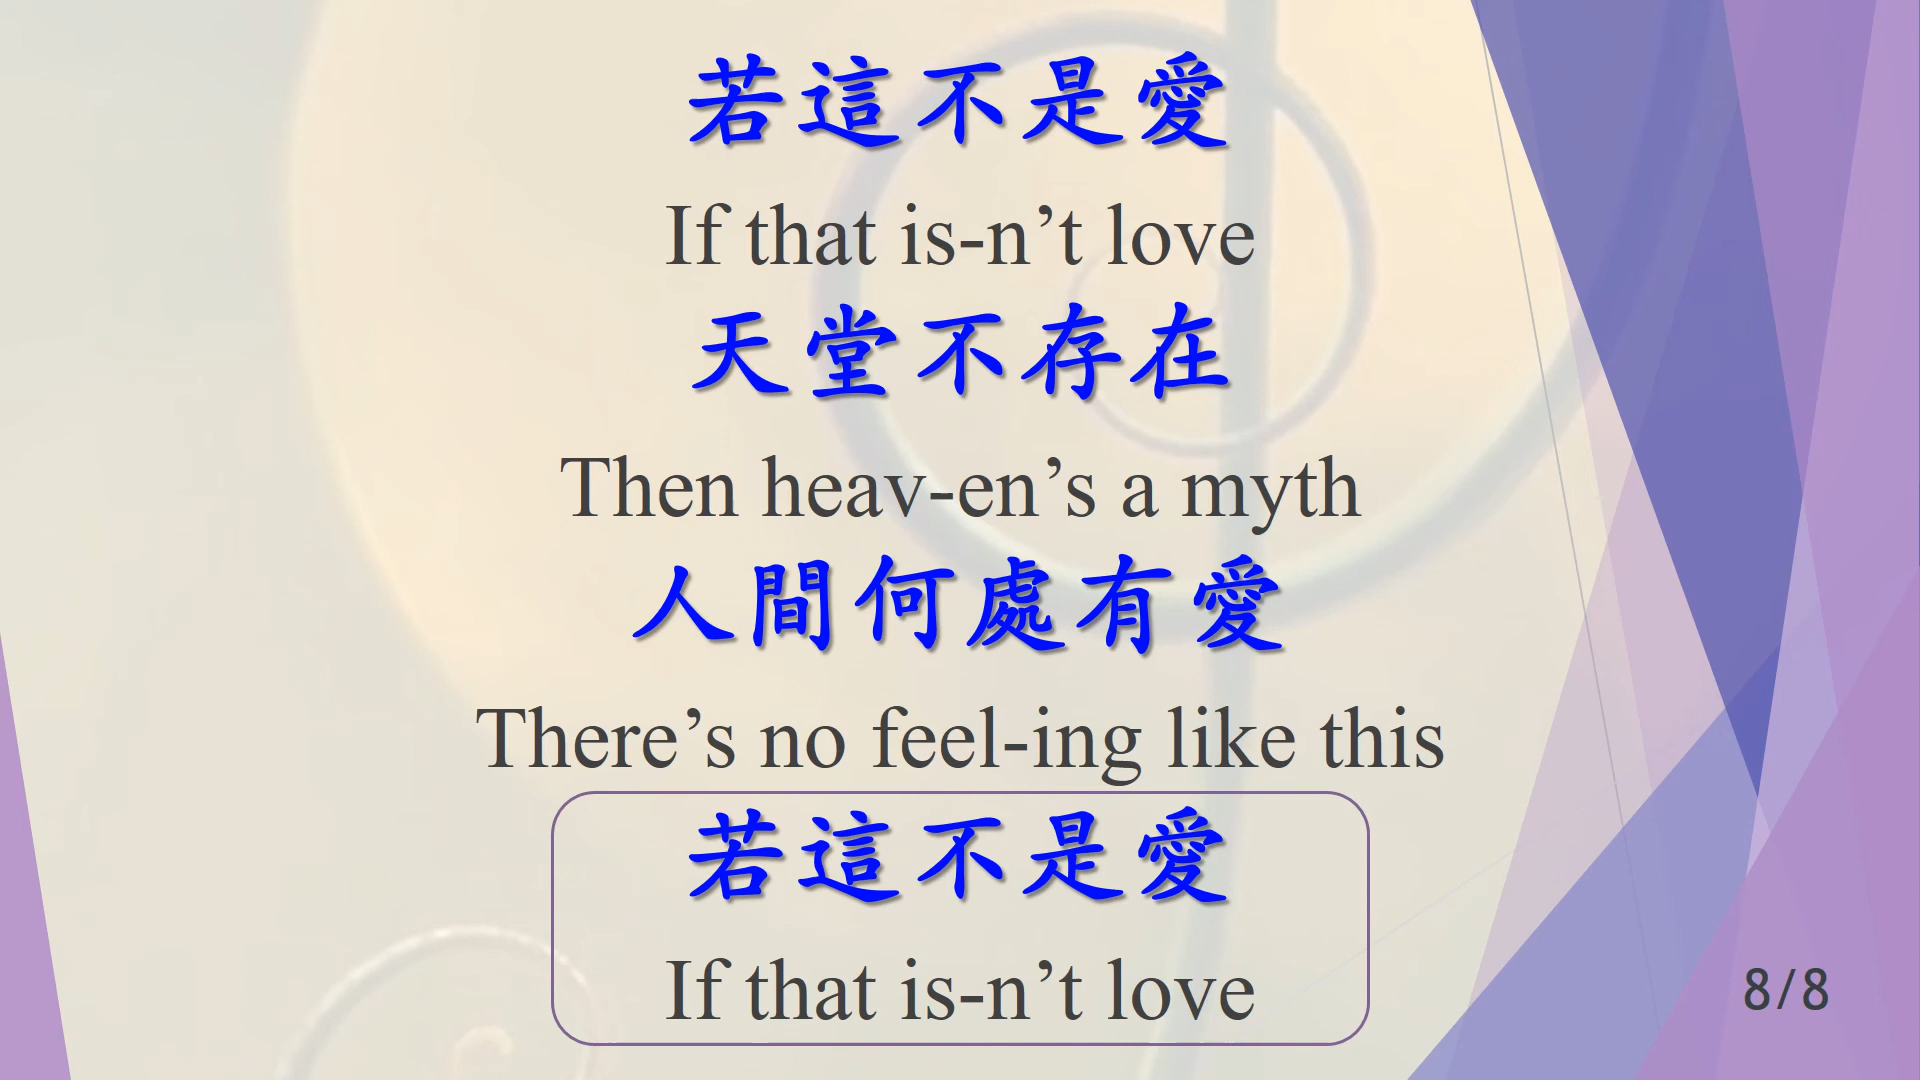 若這不是愛
If that is-n’t love
天堂不存在
Then heav-en’s a myth
人間何處有愛
There’s no feel-ing like this
若這不是愛
If that is-n’t love
8/8